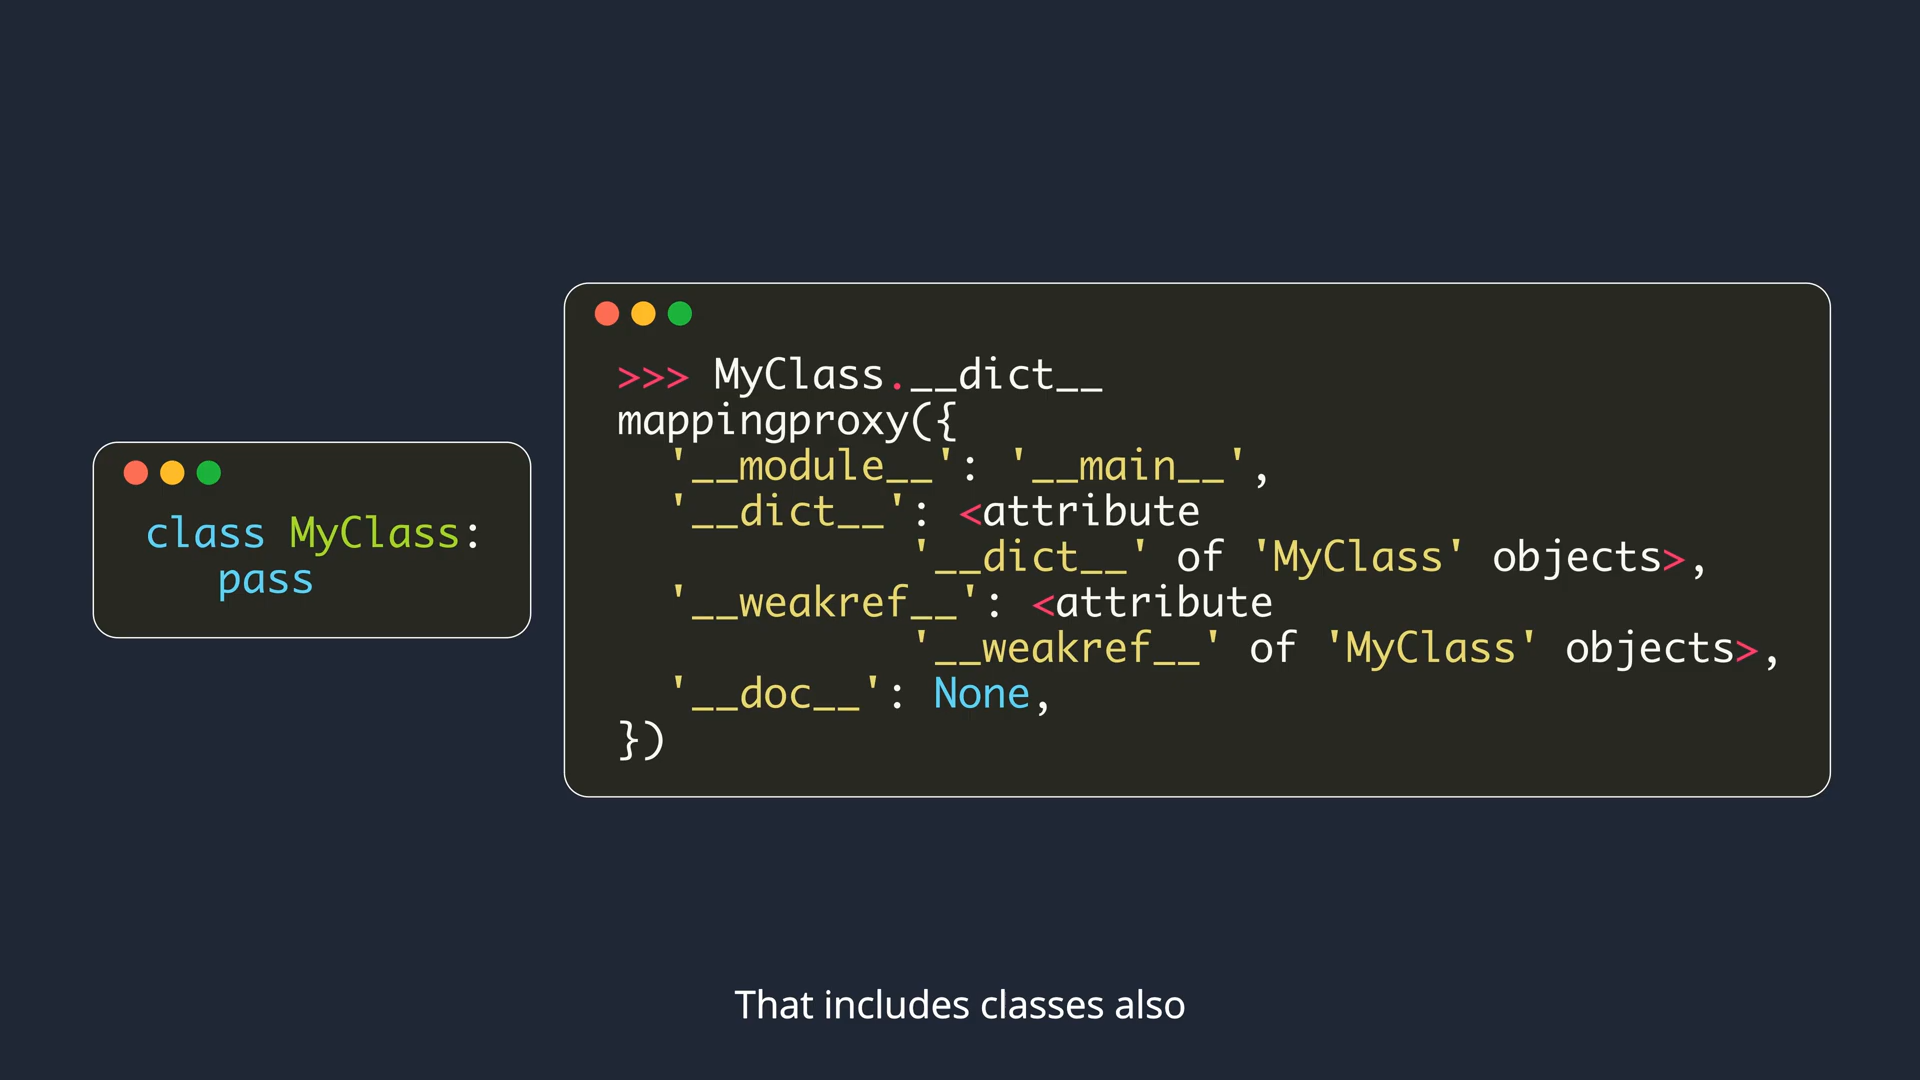 class MyClass:
    pass
>>> MyClass.__dict__
mappingproxy({
  '__module__': '__main__',
  '__dict__': <attribute
            '__dict__' of 'MyClass' objects>,
  '__weakref__': <attribute
            '__weakref__' of 'MyClass' objects>,
  '__doc__': None,
})
That includes classes also